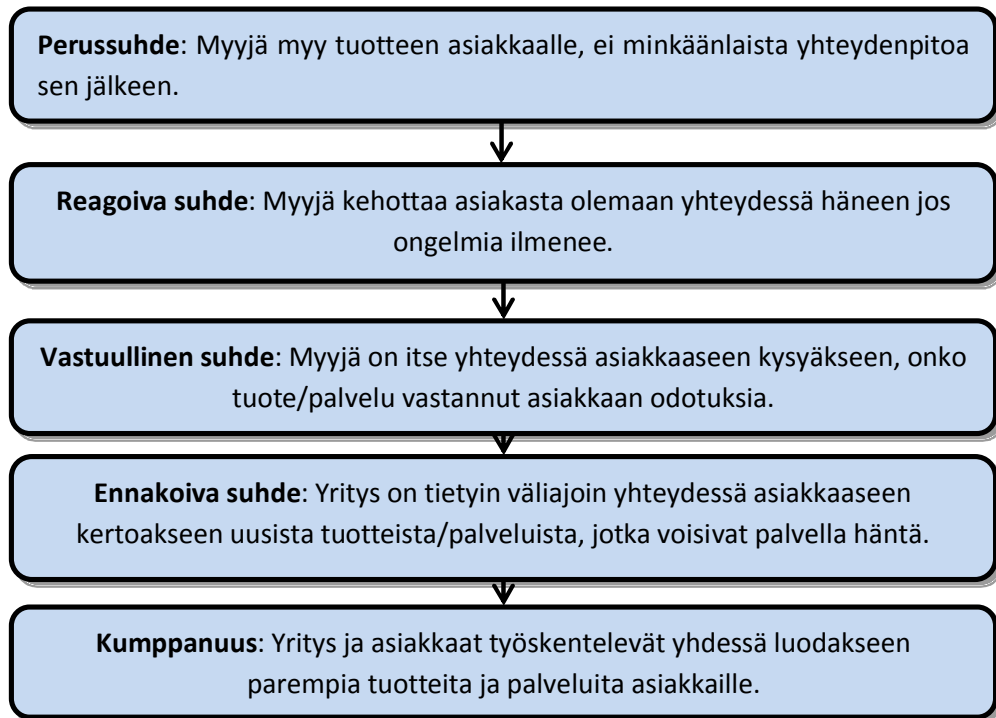 Perussuhde: Myyjä myy tuotteen asiakkaalle, ei minkäänlaista yhteydenpitoa
sen jälkeen.
Reagoiva suhde: Myyjä kehottaa asiakasta olemaan yhteydessä häneen jos
ongelmia ilmenee.
Vastuullinen suhde: Myyjä on itse yhteydessä asiakkaaseen kysyäkseen, onko
tuote/palvelu vastannut asiakkaan odotuksia.
Ennakoiva suhde: Yritys on tietyin väliajoin yhteydessä asiakkaaseen
kertoakseen uusista tuotteista/palveluista, jotka voisivat palvella häntä.
Kumppanuus: Yritys ja asiakkaat työskentelevät yhdessä luodakseen
parempia tuotteita ja palveluita asiakkaille.